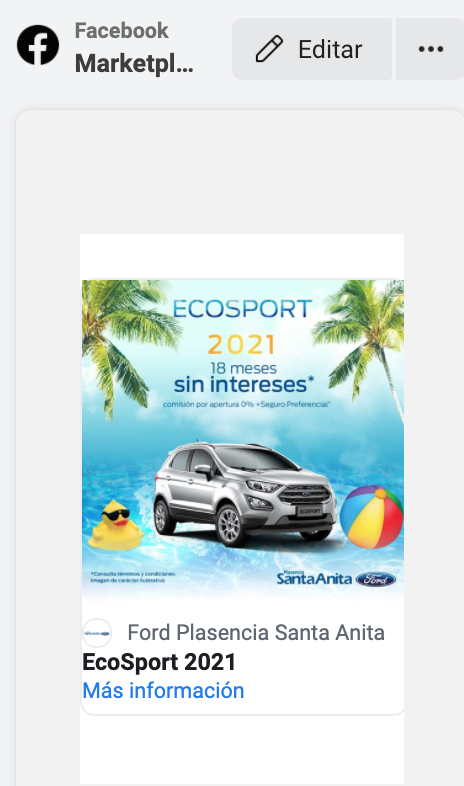 Facebook
Marketpl...
Editar
ECOSPORT
2021
18 meses
sin intereses*
comisión por apertura 0% +Seguro Preferencial*
ECOSPORT
*Consulta términos y condiciones.
Imagen de carácter ilustrativo
Plasencia
SantaAnita
Ford
Ford Plasencia Santa Anita
EcoSport 2021
Más información